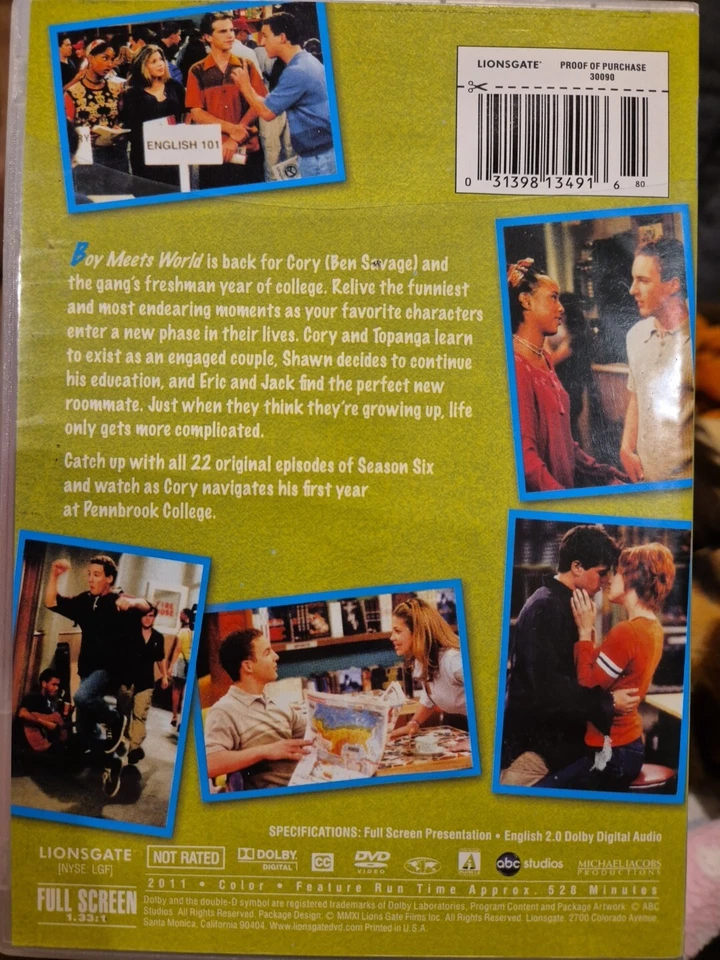 ENGLISH 101
LIONSGATE® PROOF OF PURCHASE
30090
0 31398 13491 6 80
Boy Meets World is back for Cory (Ben Savage) and
the gang's freshman year of college. Relive the funniest
and most endearing moments as your favorite characters
enter a new phase in their lives. Cory and Topanga learn
to exist as an engaged couple, Shawn decides to continue
his education, and Eric and Jack find the perfect new
roommate. Just when they think they're growing up, life
only gets more complicated.
Catch up with all 22 original episodes of Season Six
and watch as Cory navigates his first year
at Pennbrook College.
SPECIFICATIONS: Full Screen Presentation • English 2.0 Dolby Digital Audio
LIONSGATE
[NYSE: LGF]
NOT RATED
DOLBY
DIGITAL
CC
DVD
VIDEO
abc studios
MICHAEL JACOBS
PRODUCTIONS
FULL SCREEN
1.33:1
2011 • Color • Feature Run Time Approx. 528 Minutes
Dolby and the double-D symbol are registered trademarks of Dolby Laboratories, Program Content and Package Artwork © ABC
Studios. All Rights Reserved. Package Design: © MMXI Lions Gate Films Inc. All Rights Reserved. Lionsgate, 2700 Colorado Avenue,
Santa Monica, California 90404. Www.lionsgatedvd.com Printed in U.S.A.